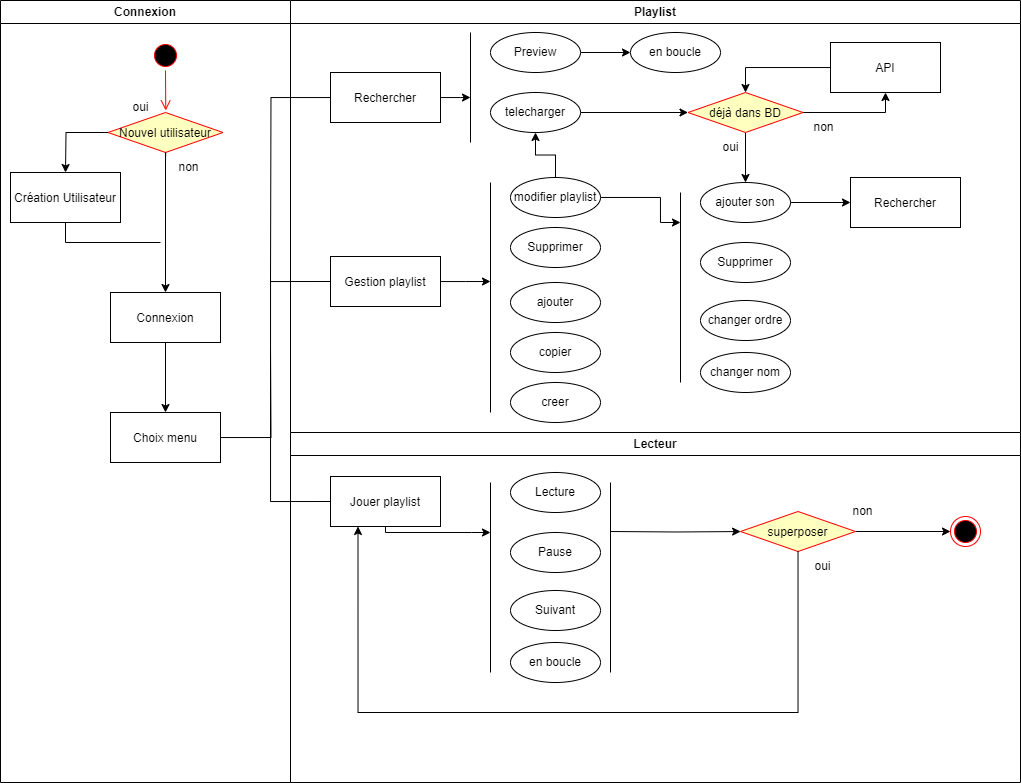 Connexion
Playlist
oui
Nouvel utilisateur
non
Création Utilisateur
Connexion
Choix menu
Rechercher
Preview
en boucle
API
telecharger
déjà dans BD
non
oui
modifier playlist
ajouter son
Rechercher
Supprimer
Supprimer
Gestion playlist
ajouter
changer ordre
copier
changer nom
creer
Lecteur
Jouer playlist
Lecture
Pause
Suivant
en boucle
superposer
non
oui